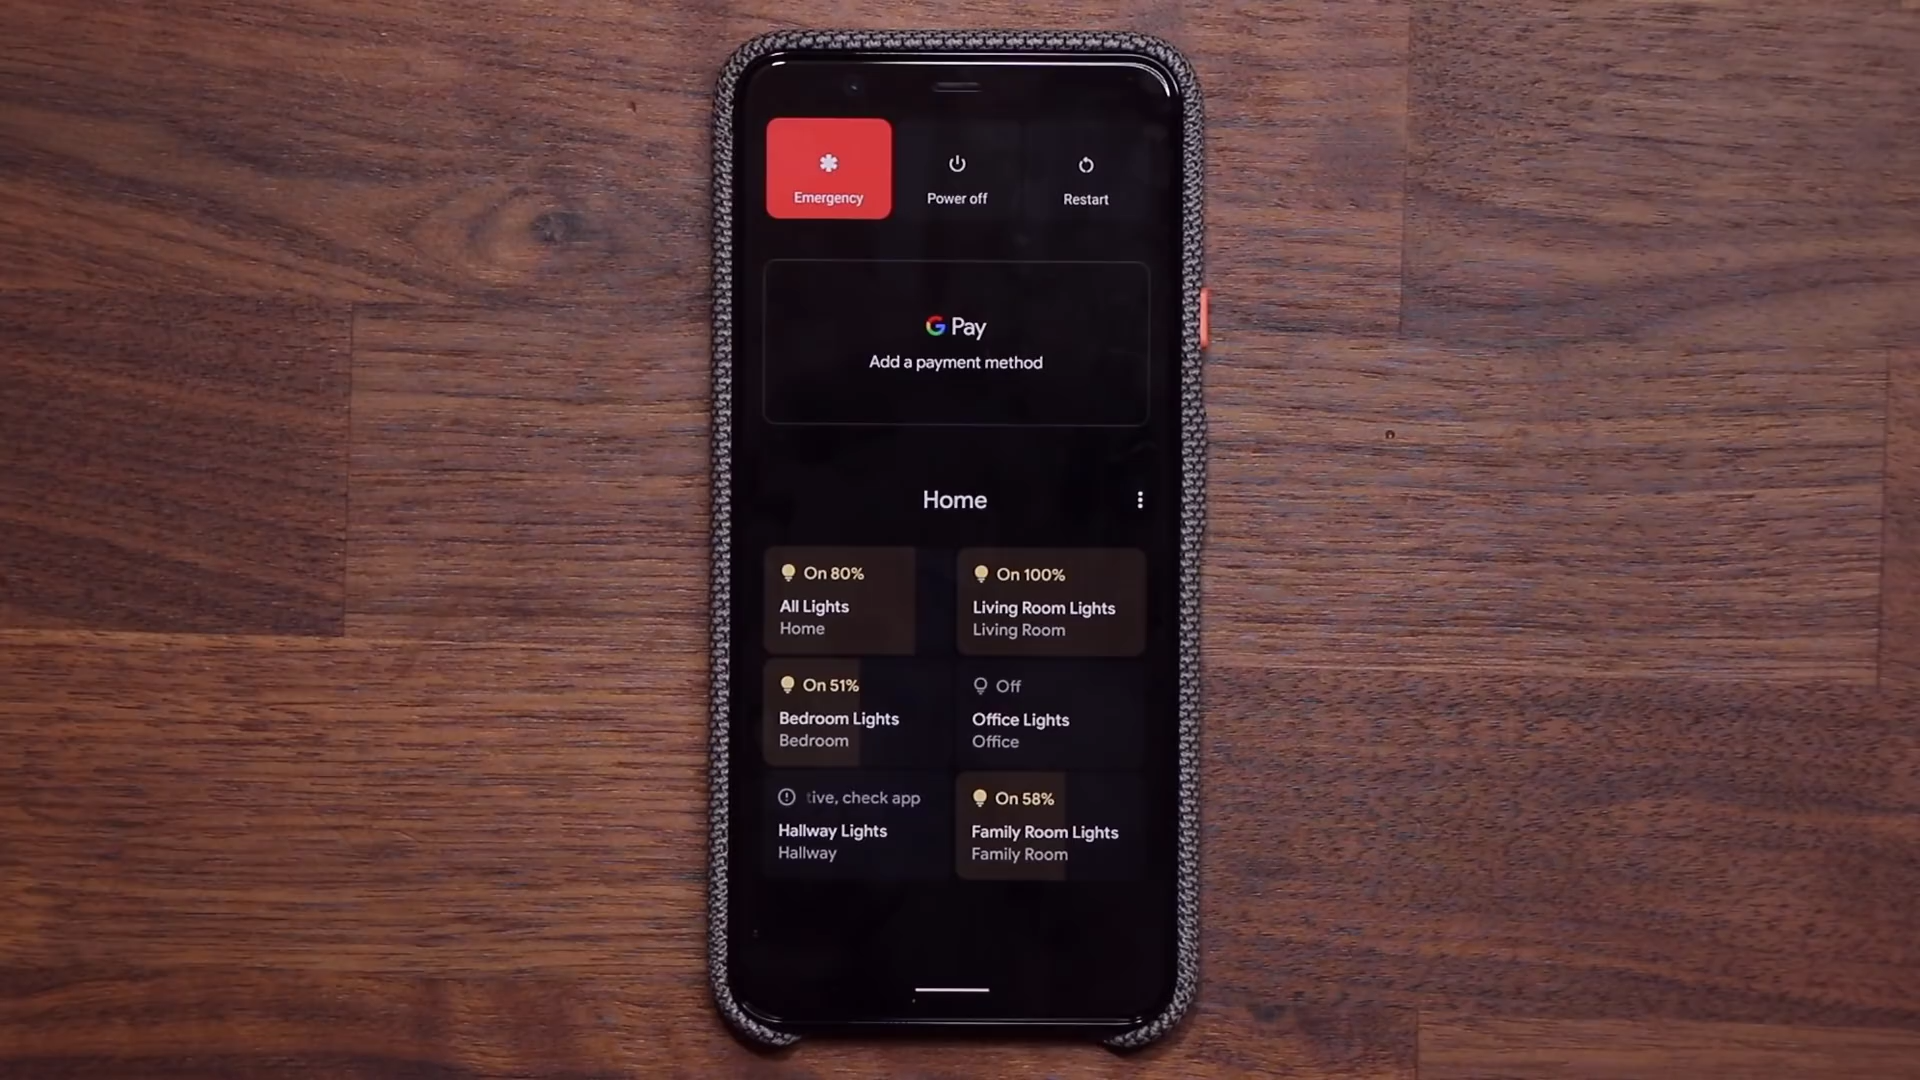 Emergency
Power off
Restart
G Pay
Add a payment method
Home
On 80%
All Lights
Home
On 100%
Living Room Lights
Living Room
On 51%
Bedroom Lights
Bedroom
Off
Office Lights
Office
tive, check app
Hallway Lights
Hallway
On 58%
Family Room Lights
Family Room